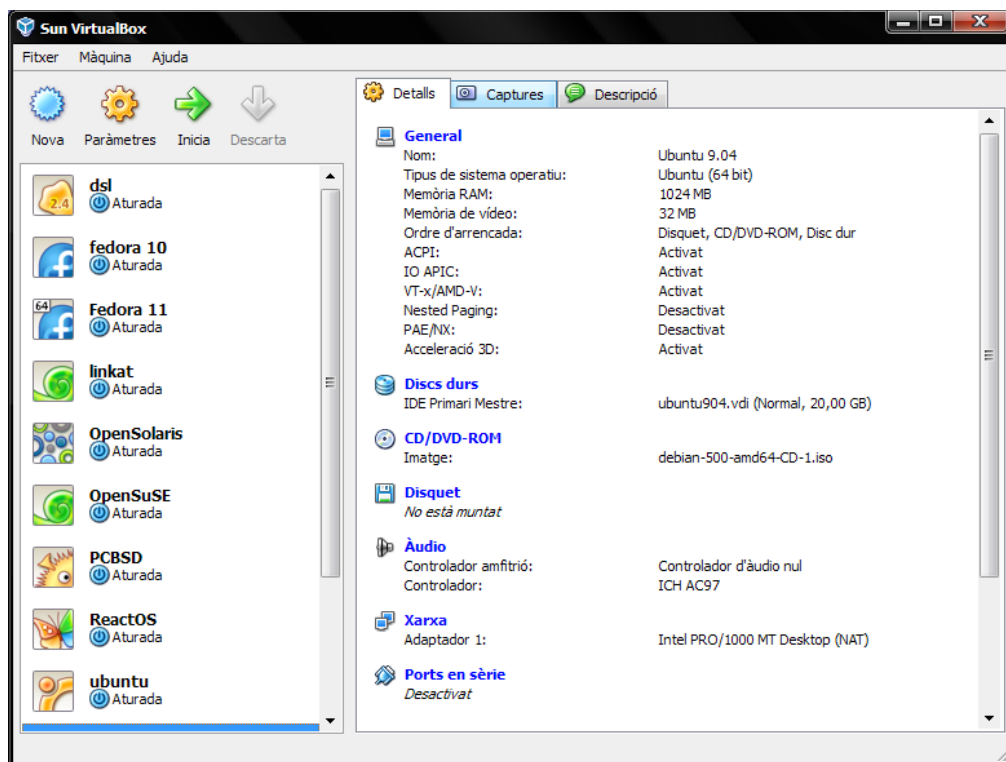 Sun VirtualBox
Fitxer Màquina Ajuda
Nova Paràmetres Inicia Descarta
dsl
2.4
Aturada
fedora 10
Aturada
64
Fedora 11
Aturada
linkat
Aturada
OpenSolaris
Aturada
OpenSuSE
Aturada
PCBSD
Aturada
ReactOS
Aturada
ubuntu
Aturada
Detalls Captures Descripció
General
Nom: Ubuntu 9.04
Tipus de sistema operatiu: Ubuntu (64 bit)
Memòria RAM: 1024 MB
Memòria de vídeo: 32 MB
Ordre d'arrencada: Disquet, CD/DVD-ROM, Disc dur
ACPI: Activat
IO APIC: Activat
VT-x/AMD-V: Activat
Nested Paging: Desactivat
PAE/NX: Desactivat
Acceleració 3D: Activat
Discs durs
IDE Primari Mestre: ubuntu904.vdi (Normal, 20,00 GB)
CD/DVD-ROM
Imatge: debian-500-amd64-CD-1.iso
Disquet
No està muntat
Àudio
Controlador amfitrió: Controlador d'àudio nul
Controlador: ICH AC97
Xarxa
Adaptador 1: Intel PRO/1000 MT Desktop (NAT)
Ports en sèrie
Desactivat